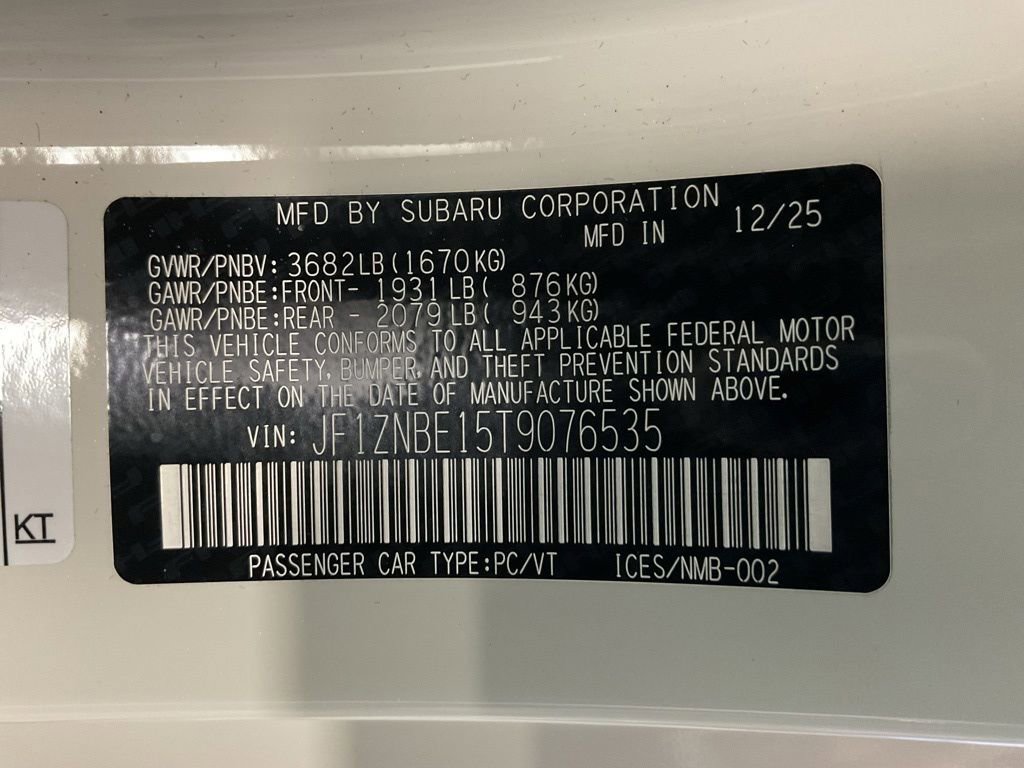 MFD BY SUBARU CORPORATION
MFD IN 12/25
GVWR/PNBV: 3682LB(1670KG)
GAWR/PNBE:FRONT- 1931LB( 876KG)
GAWR/PNBE:REAR - 2079LB( 943KG)
THIS VEHICLE CONFORMS TO ALL APPLICABLE FEDERAL MOTOR
VEHICLE SAFETY, BUMPER, AND THEFT PREVENTION STANDARDS
IN EFFECT ON THE DATE OF MANUFACTURE SHOWN ABOVE.
VIN: JF1ZNBE15T9076535
PASSENGER CAR TYPE:PC/VT ICES/NMB-002
KT